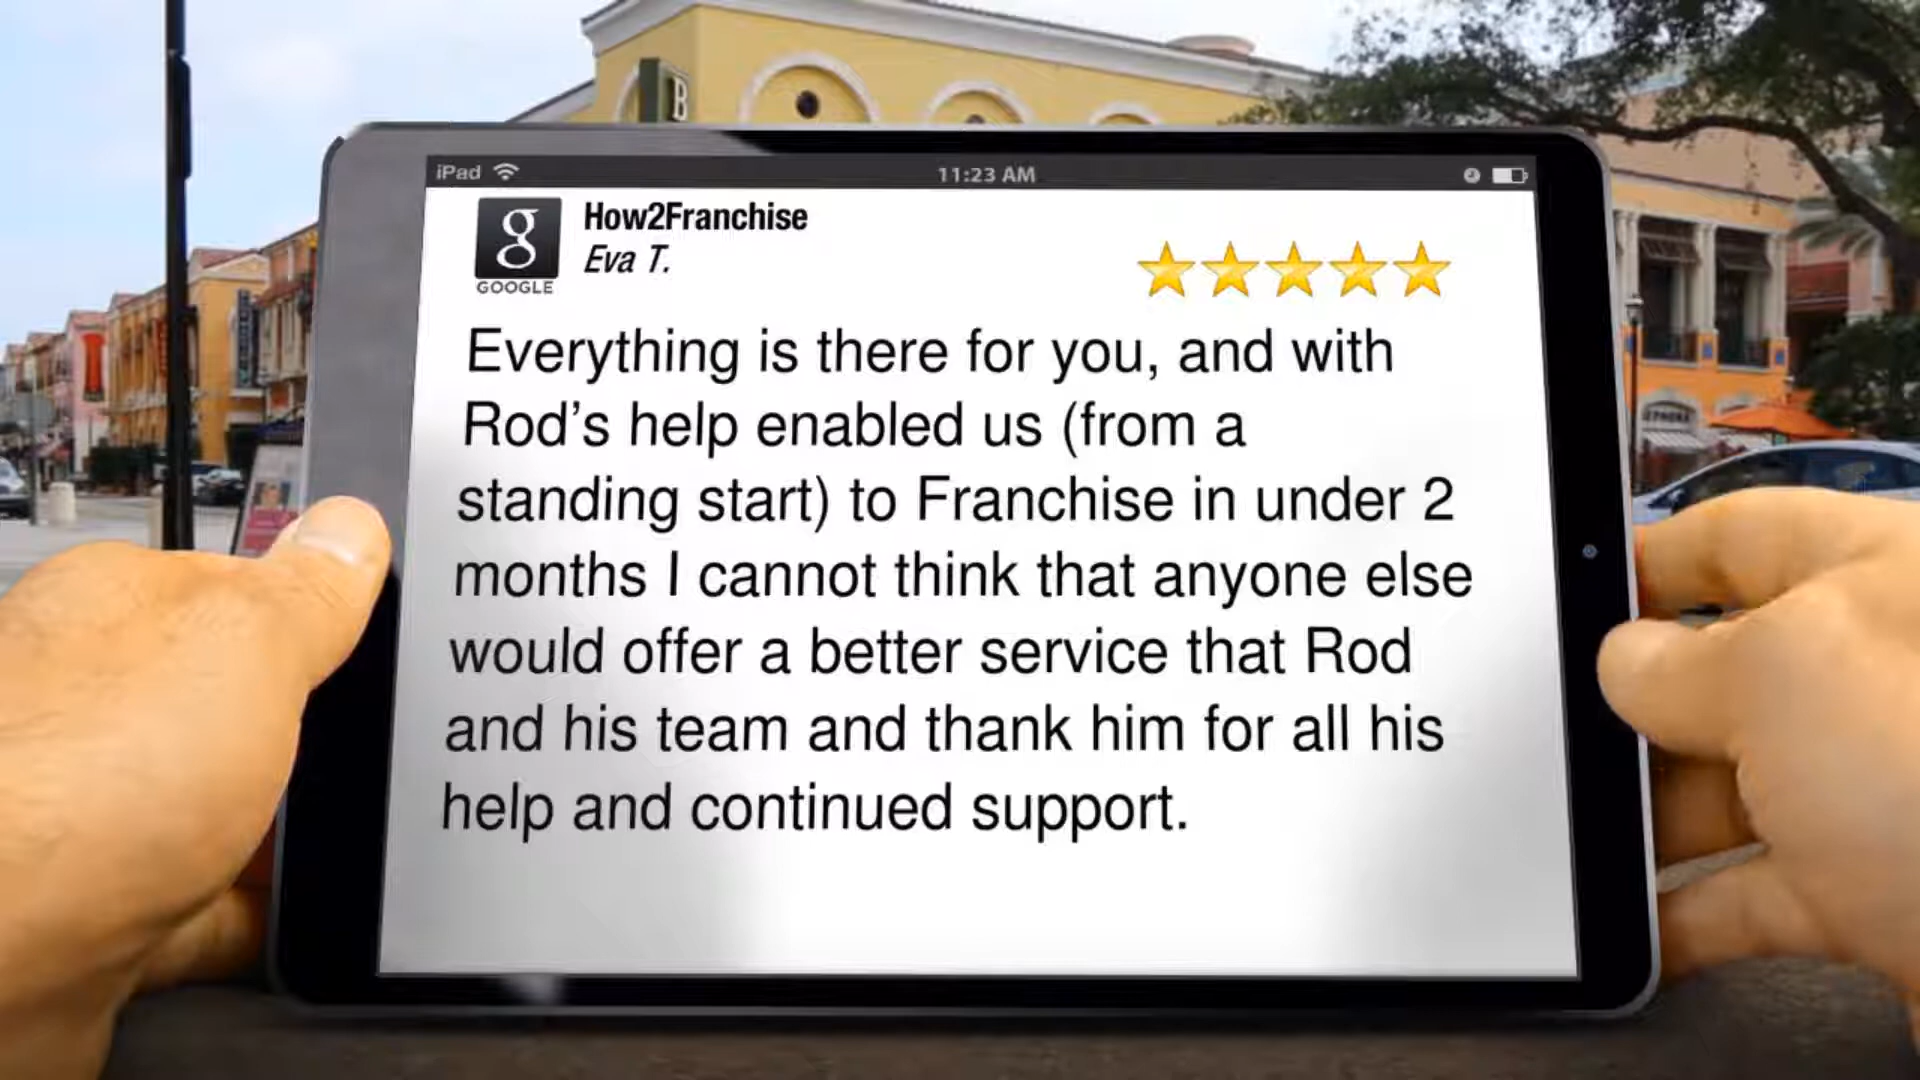 B
iPad
11:23 AM
g
GOOGLE
How2Franchise
Eva T.
Everything is there for you, and with
Rod’s help enabled us (from a
standing start) to Franchise in under 2
months I cannot think that anyone else
would offer a better service that Rod
and his team and thank him for all his
help and continued support.
SEPHORA